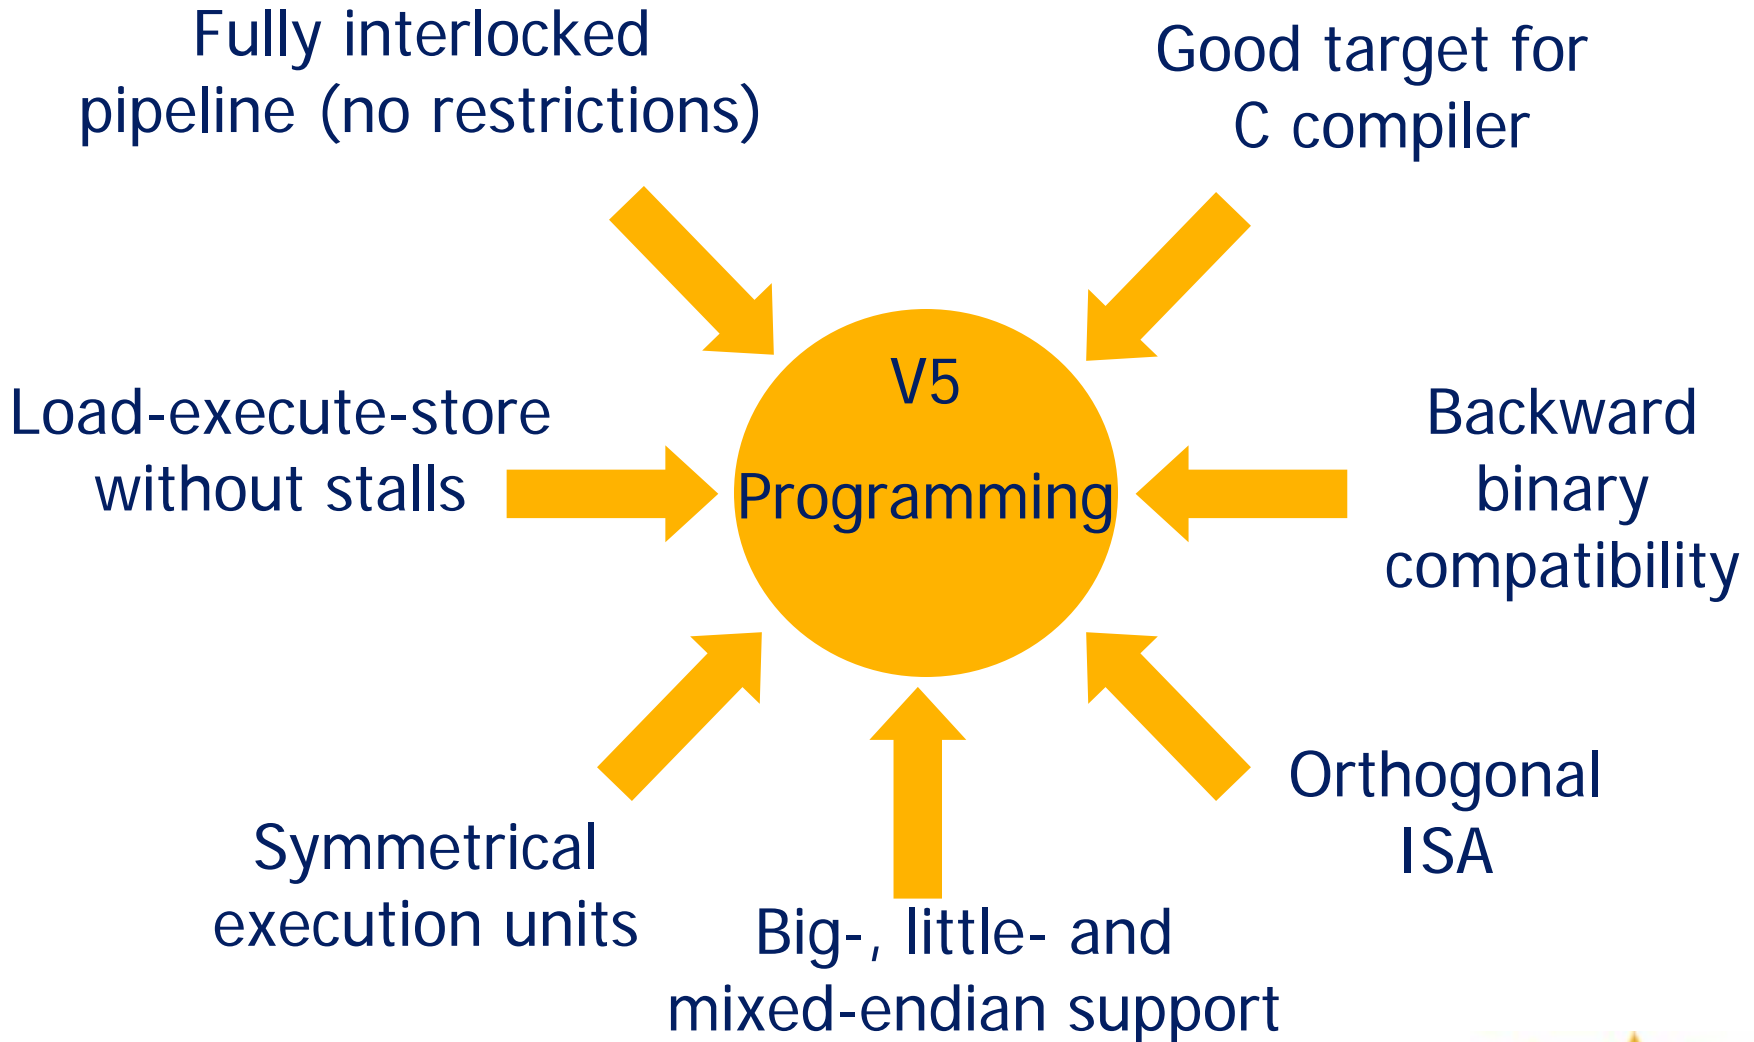 Fully interlocked
pipeline (no restrictions)
Good target for
C compiler
V5
Programming
Load-execute-store
without stalls
Backward
binary
compatibility
Symmetrical
execution units
Big-, little- and
mixed-endian support
Orthogonal
ISA